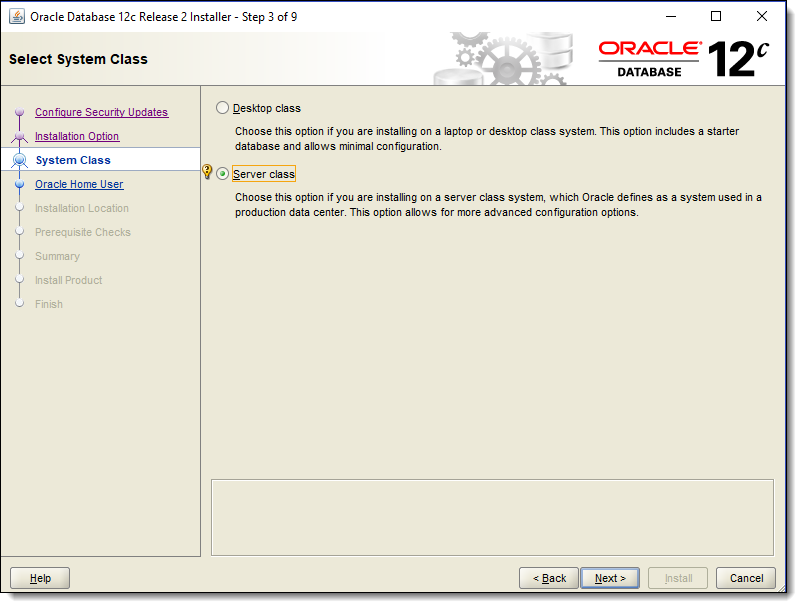 Oracle Database 12c Release 2 Installer - Step 3 of 9
Select System Class
ORACLE®
DATABASE
12c
Configure Security Updates
Installation Option
System Class
Oracle Home User
Installation Location
Prerequisite Checks
Summary
Install Product
Finish
Desktop class
Choose this option if you are installing on a laptop or desktop class system. This option includes a starter
database and allows minimal configuration.
Server class
Choose this option if you are installing on a server class system, which Oracle defines as a system used in a
production data center. This option allows for more advanced configuration options.
Help
< Back
Next >
Install
Cancel